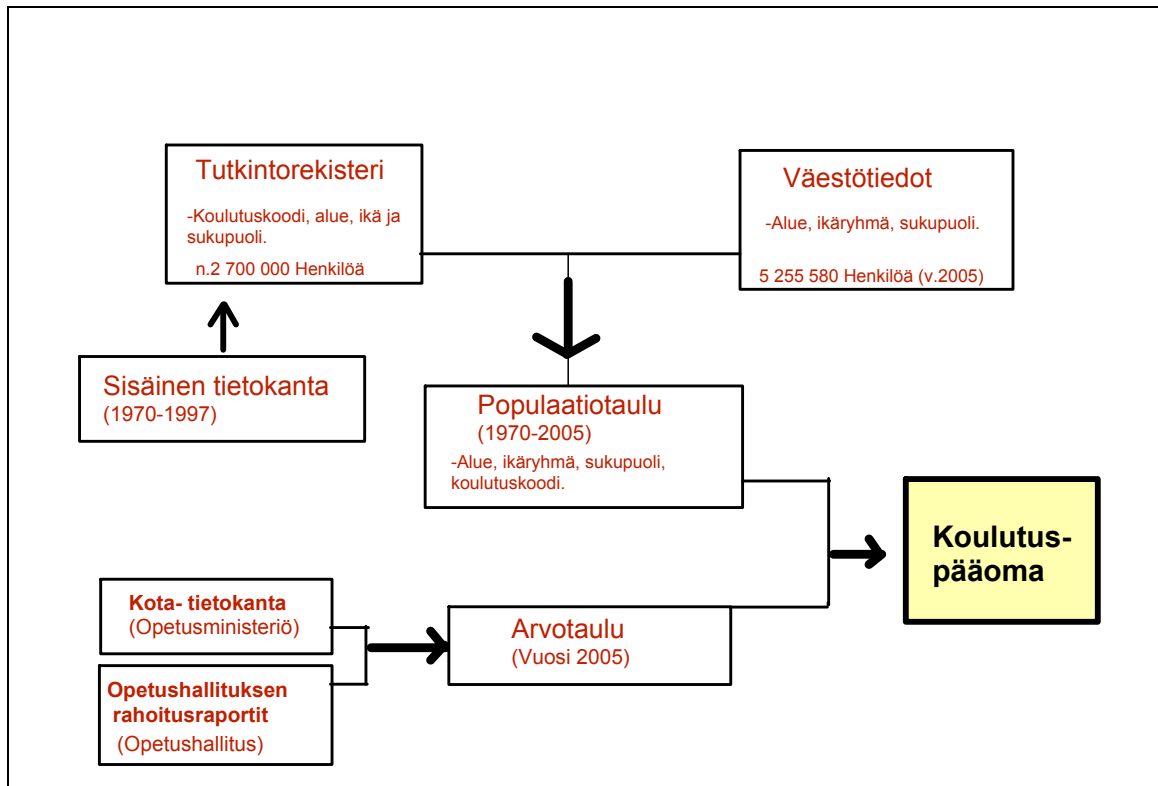 Tutkintorekisteri
-Koulutuskoodi, alue, ikä ja
sukupuoli.
n.2 700 000 Henkilöä
Väestötiedot
-Alue, ikäryhmä, sukupuoli.
5 255 580 Henkilöä (v.2005)
Sisäinen tietokanta
(1970-1997)
Populaatiotaulu
(1970-2005)
-Alue, ikäryhmä, sukupuoli,
koulutuskoodi.
Koulutus-
pääoma
Kota- tietokanta
(Opetusministeriö)
Arvotaulu
(Vuosi 2005)
Opetushallituksen
rahoitusraportit
(Opetushallitus)